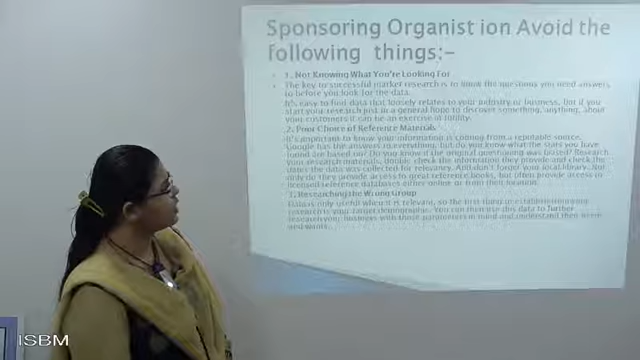 Sponsoring Organist ion Avoid the
following things:-
1. Not Knowing What You're Looking For
The key to successful market research is to know the questions you need answers
to before you look for the data.
It's easy to find data that loosely relates to your industry or business. But if you
start your research just in a general hope to discover something, anything, about
your customers it can be an exercise in futility.
2. Poor Choice of Reference Materials
It's important to know your information is coming from a reputable source.
Google has the answers to everything, but do you know what the stats you have
found are based on? Do you know if the original questioning was biased? Research
your research materials. Double check the information they provide and check the
dates the data was collected for relevancy. And don't forget your local library. Not
only do they provide access to great reference books, but often provide access to
licensed reference databases either online or from their location.
3. Researching the Wrong Group
Data is only useful when it is relevant, so the first thing
your target demographic. You can then use this data to further
research your business with those parameters in mind and understand their needs
and wants.
ISBM